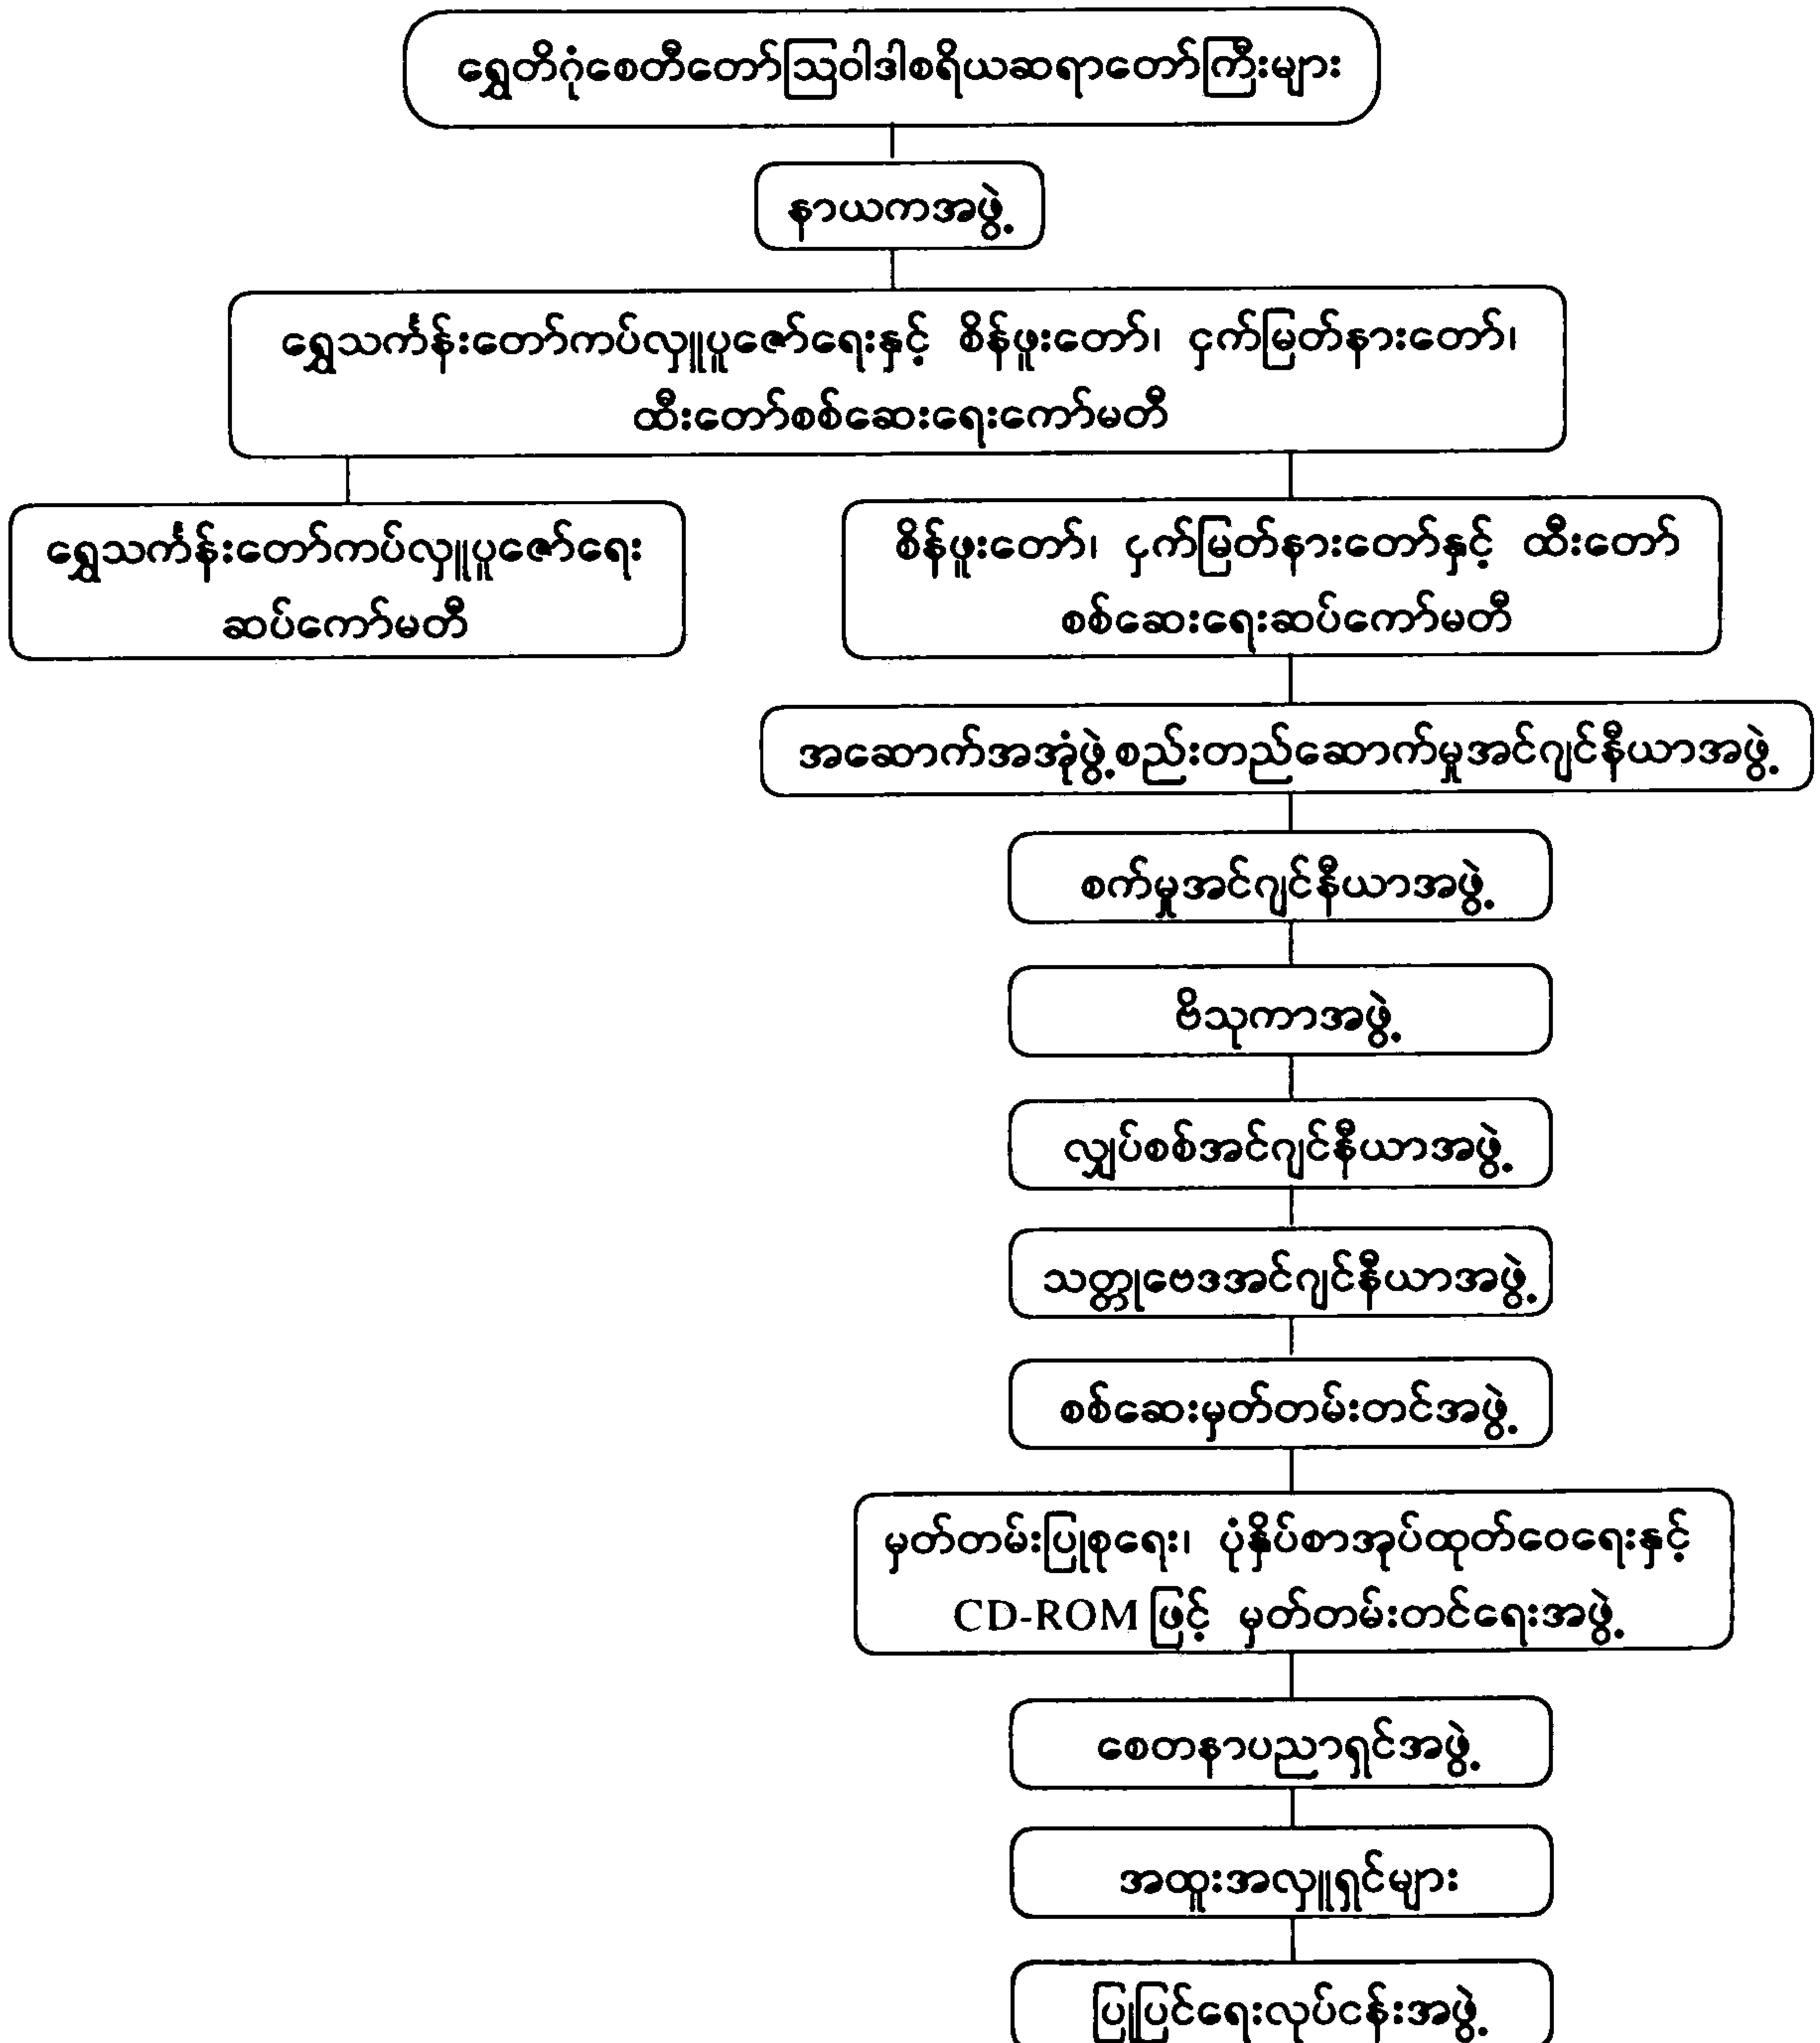 ရွှေတိဂုံစေတီတော်ဩဝါဒါစရိယဆရာတော်ကြီးများ
နာယကအဖွဲ့
ရွှေသင်္ကန်းတော်ကပ်လှူပူဇော်ရေးနှင့် စိန်ဖူးတော်၊ ငှက်မြတ်နားတော်၊
ထီးတော်စစ်ဆေးရေးကော်မတီ
ရွှေသင်္ကန်းတော်ကပ်လှူပူဇော်ရေး
ဆပ်ကော်မတီ
စိန်ဖူးတော်၊ ငှက်မြတ်နားတော်နှင့် ထီးတော်
စစ်ဆေးရေးဆပ်ကော်မတီ
အဆောက်အအုံဖွဲ့စည်းတည်ဆောက်မှုအင်ဂျင်နီယာအဖွဲ့
စက်မှုအင်ဂျင်နီယာအဖွဲ့
ဗိသုကာအဖွဲ့
လျှပ်စစ်အင်ဂျင်နီယာအဖွဲ့
သတ္တုဗေဒအင်ဂျင်နီယာအဖွဲ့
စစ်ဆေးမှတ်တမ်းတင်အဖွဲ့
မှတ်တမ်းပြုစုရေး၊ ပုံနှိပ်စာအုပ်ထုတ်ဝေရေးနှင့်
CD-ROM ဖြင့် မှတ်တမ်းတင်ရေးအဖွဲ့
စေတနာပညာရှင်အဖွဲ့
အထူးအလှူရှင်များ
ပြုပြင်ရေးလုပ်ငန်းအဖွဲ့